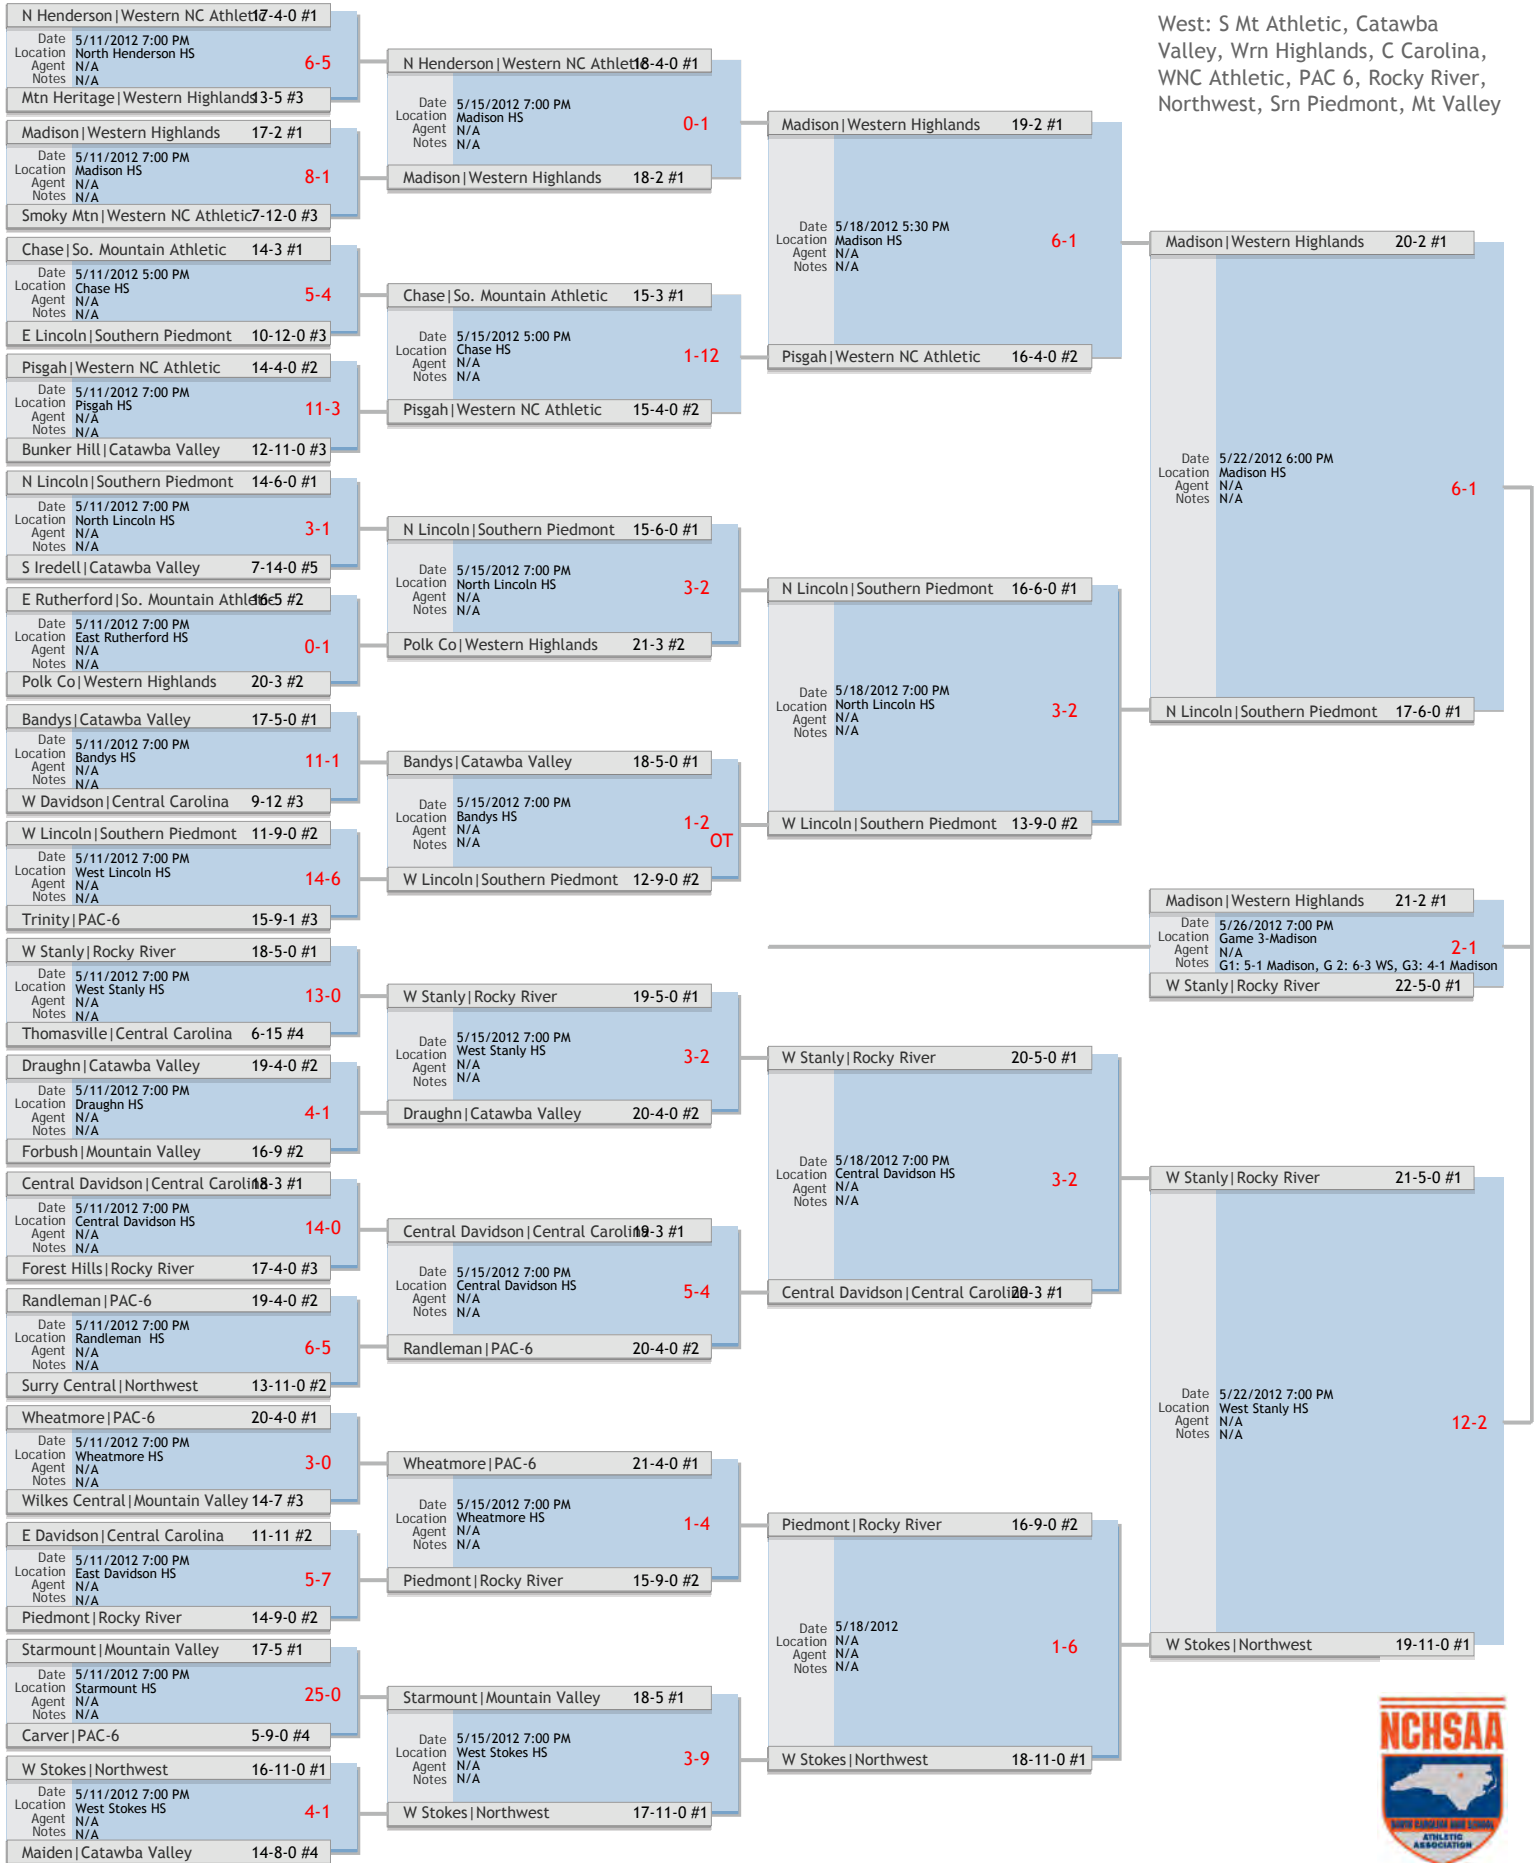 West: S Mt Athletic, Catawba
Valley, Wrn Highlands, C Carolina,
WNC Athletic, PAC 6, Rocky River,
Northwest, Srn Piedmont, Mt Valley
N Henderson|Western NC Athletic 17-4-0 #1
Date 5/11/2012 7:00 PM
Location North Henderson HS
Agent N/A
Notes N/A
6-5
Mtn Heritage|Western Highlands 13-5 #3
Madison|Western Highlands 17-2 #1
Date 5/11/2012 7:00 PM
Location Madison HS
Agent N/A
Notes N/A
8-1
Smoky Mtn|Western NC Athletic 7-12-0 #3
Chase|So. Mountain Athletic 14-3 #1
Date 5/11/2012 5:00 PM
Location Chase HS
Agent N/A
Notes N/A
5-4
E Lincoln|Southern Piedmont 10-12-0 #3
Pisgah|Western NC Athletic 14-4-0 #2
Date 5/11/2012 7:00 PM
Location Pisgah HS
Agent N/A
Notes N/A
11-3
Bunker Hill|Catawba Valley 12-11-0 #3
N Lincoln|Southern Piedmont 14-6-0 #1
Date 5/11/2012 7:00 PM
Location North Lincoln HS
Agent N/A
Notes N/A
3-1
S Iredell|Catawba Valley 7-14-0 #5
E Rutherford|So. Mountain Athletic 16-5 #2
Date 5/11/2012 7:00 PM
Location East Rutherford HS
Agent N/A
Notes N/A
0-1
Polk Co|Western Highlands 20-3 #2
Bandys|Catawba Valley 17-5-0 #1
Date 5/11/2012 7:00 PM
Location Bandys HS
Agent N/A
Notes N/A
11-1
W Davidson|Central Carolina 9-12 #3
W Lincoln|Southern Piedmont 11-9-0 #2
Date 5/11/2012 7:00 PM
Location West Lincoln HS
Agent N/A
Notes N/A
14-6
Trinity|PAC-6 15-9-1 #3
W Stanly|Rocky River 18-5-0 #1
Date 5/11/2012 7:00 PM
Location West Stanly HS
Agent N/A
Notes N/A
13-0
Thomasville|Central Carolina 6-15 #4
Draughn|Catawba Valley 19-4-0 #2
Date 5/11/2012 7:00 PM
Location Draughn HS
Agent N/A
Notes N/A
4-1
Forbush|Mountain Valley 16-9 #2
Central Davidson|Central Carolina 18-3 #1
Date 5/11/2012 7:00 PM
Location Central Davidson HS
Agent N/A
Notes N/A
14-0
Forest Hills|Rocky River 17-4-0 #3
Randleman|PAC-6 19-4-0 #2
Date 5/11/2012 7:00 PM
Location Randleman HS
Agent N/A
Notes N/A
6-5
Surry Central|Northwest 13-11-0 #2
Wheatmore|PAC-6 20-4-0 #1
Date 5/11/2012 7:00 PM
Location Wheatmore HS
Agent N/A
Notes N/A
3-0
Wilkes Central|Mountain Valley 14-7 #3
E Davidson|Central Carolina 11-11 #2
Date 5/11/2012 7:00 PM
Location East Davidson HS
Agent N/A
Notes N/A
5-7
Piedmont|Rocky River 14-9-0 #2
Starmount|Mountain Valley 17-5 #1
Date 5/11/2012 7:00 PM
Location Starmount HS
Agent N/A
Notes N/A
25-0
Carver|PAC-6 5-9-0 #4
W Stokes|Northwest 16-11-0 #1
Date 5/11/2012 7:00 PM
Location West Stokes HS
Agent N/A
Notes N/A
4-1
Maiden|Catawba Valley 14-8-0 #4
N Henderson|Western NC Athletic 18-4-0 #1
Date 5/15/2012 7:00 PM
Location Madison HS
Agent N/A
Notes N/A
0-1
Madison|Western Highlands 18-2 #1
Chase|So. Mountain Athletic 15-3 #1
Date 5/15/2012 5:00 PM
Location Chase HS
Agent N/A
Notes N/A
1-12
Pisgah|Western NC Athletic 15-4-0 #2
N Lincoln|Southern Piedmont 15-6-0 #1
Date 5/15/2012 7:00 PM
Location North Lincoln HS
Agent N/A
Notes N/A
3-2
Polk Co|Western Highlands 21-3 #2
Bandys|Catawba Valley 18-5-0 #1
Date 5/15/2012 7:00 PM
Location Bandys HS
Agent N/A
Notes N/A
1-2
OT
W Lincoln|Southern Piedmont 12-9-0 #2
W Stanly|Rocky River 19-5-0 #1
Date 5/15/2012 7:00 PM
Location West Stanly HS
Agent N/A
Notes N/A
3-2
Draughn|Catawba Valley 20-4-0 #2
Central Davidson|Central Carolina 19-3 #1
Date 5/15/2012 7:00 PM
Location Central Davidson HS
Agent N/A
Notes N/A
5-4
Randleman|PAC-6 20-4-0 #2
Wheatmore|PAC-6 21-4-0 #1
Date 5/15/2012 7:00 PM
Location Wheatmore HS
Agent N/A
Notes N/A
1-4
Piedmont|Rocky River 15-9-0 #2
Starmount|Mountain Valley 18-5 #1
Date 5/15/2012 7:00 PM
Location West Stokes HS
Agent N/A
Notes N/A
3-9
W Stokes|Northwest 17-11-0 #1
Madison|Western Highlands 19-2 #1
Date 5/18/2012 5:30 PM
Location Madison HS
Agent N/A
Notes N/A
6-1
Pisgah|Western NC Athletic 16-4-0 #2
N Lincoln|Southern Piedmont 16-6-0 #1
Date 5/18/2012 7:00 PM
Location North Lincoln HS
Agent N/A
Notes N/A
3-2
W Lincoln|Southern Piedmont 13-9-0 #2
W Stanly|Rocky River 20-5-0 #1
Date 5/18/2012 7:00 PM
Location Central Davidson HS
Agent N/A
Notes N/A
3-2
Central Davidson|Central Carolina 20-3 #1
Piedmont|Rocky River 16-9-0 #2
Date 5/18/2012
Location N/A
Agent N/A
Notes N/A
1-6
W Stokes|Northwest 18-11-0 #1
Madison|Western Highlands 20-2 #1
Date 5/22/2012 6:00 PM
Location Madison HS
Agent N/A
Notes N/A
6-1
N Lincoln|Southern Piedmont 17-6-0 #1
Madison|Western Highlands 21-2 #1
Date 5/26/2012 7:00 PM
Location Game 3-Madison
Agent N/A
Notes G1: 5-1 Madison, G 2: 6-3 WS, G3: 4-1 Madison
2-1
W Stanly|Rocky River 22-5-0 #1
W Stanly|Rocky River 21-5-0 #1
Date 5/22/2012 7:00 PM
Location West Stanly HS
Agent N/A
Notes N/A
12-2
W Stokes|Northwest 19-11-0 #1
NCHSAA
NORTH CAROLINA HIGH SCHOOL
ATHLETIC
ASSOCIATION